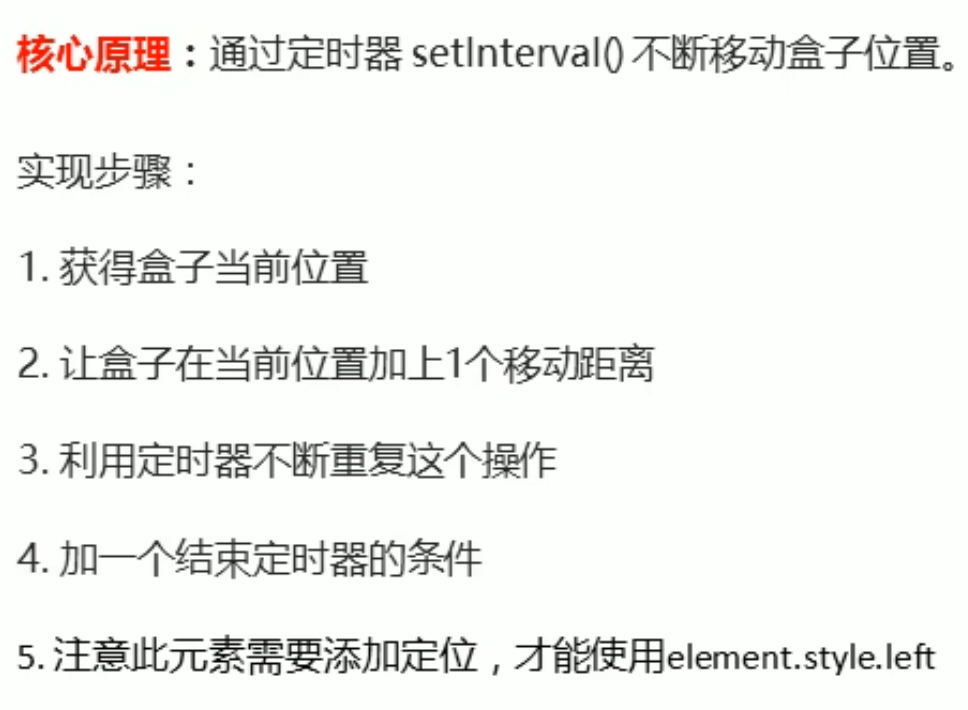 核心原理：通过定时器 setInterval() 不断移动盒子位置。
实现步骤：
1. 获得盒子当前位置
2. 让盒子在当前位置加上1个移动距离
3. 利用定时器不断重复这个操作
4. 加一个结束定时器的条件
5. 注意此元素需要添加定位，才能使用element.style.left